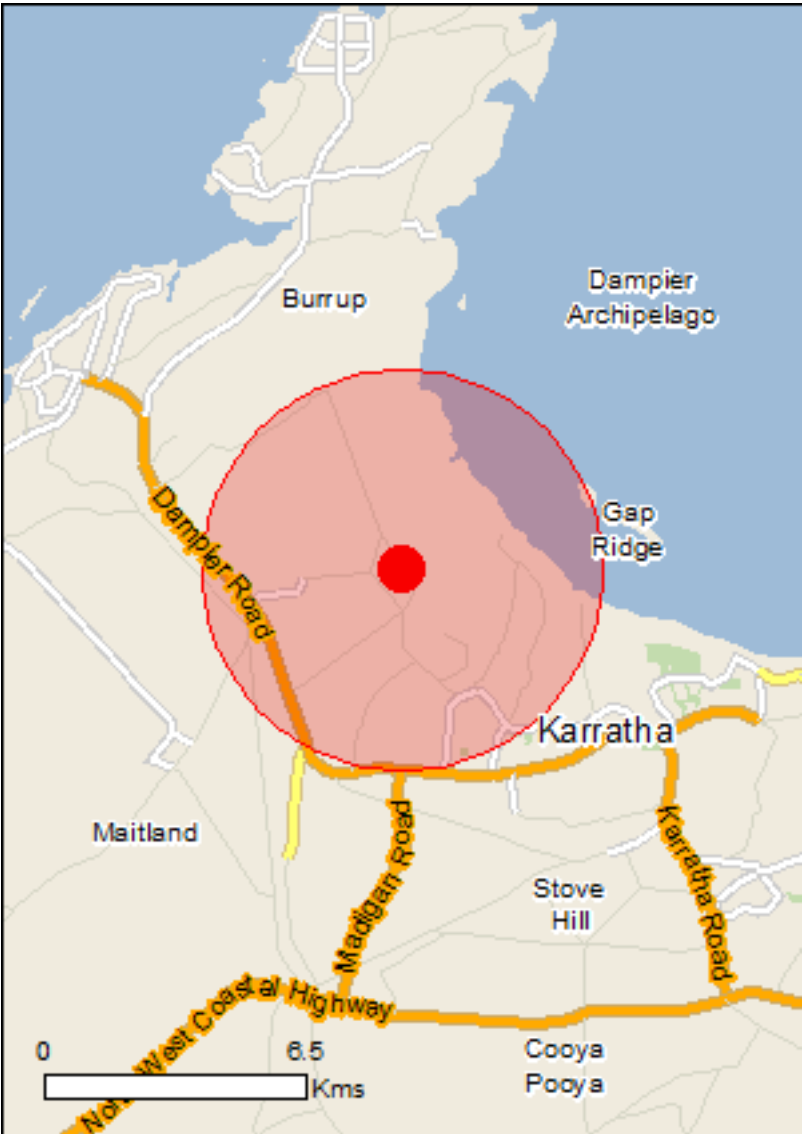 Burrup
Dampier
Archipelago
Gap
Ridge
Dampier Road
Karratha
Maitland
Madigan Road
Stove
Hill
Karratha Road
North West Coastal Highway
0 6.5
Kms
Cooya
Pooya